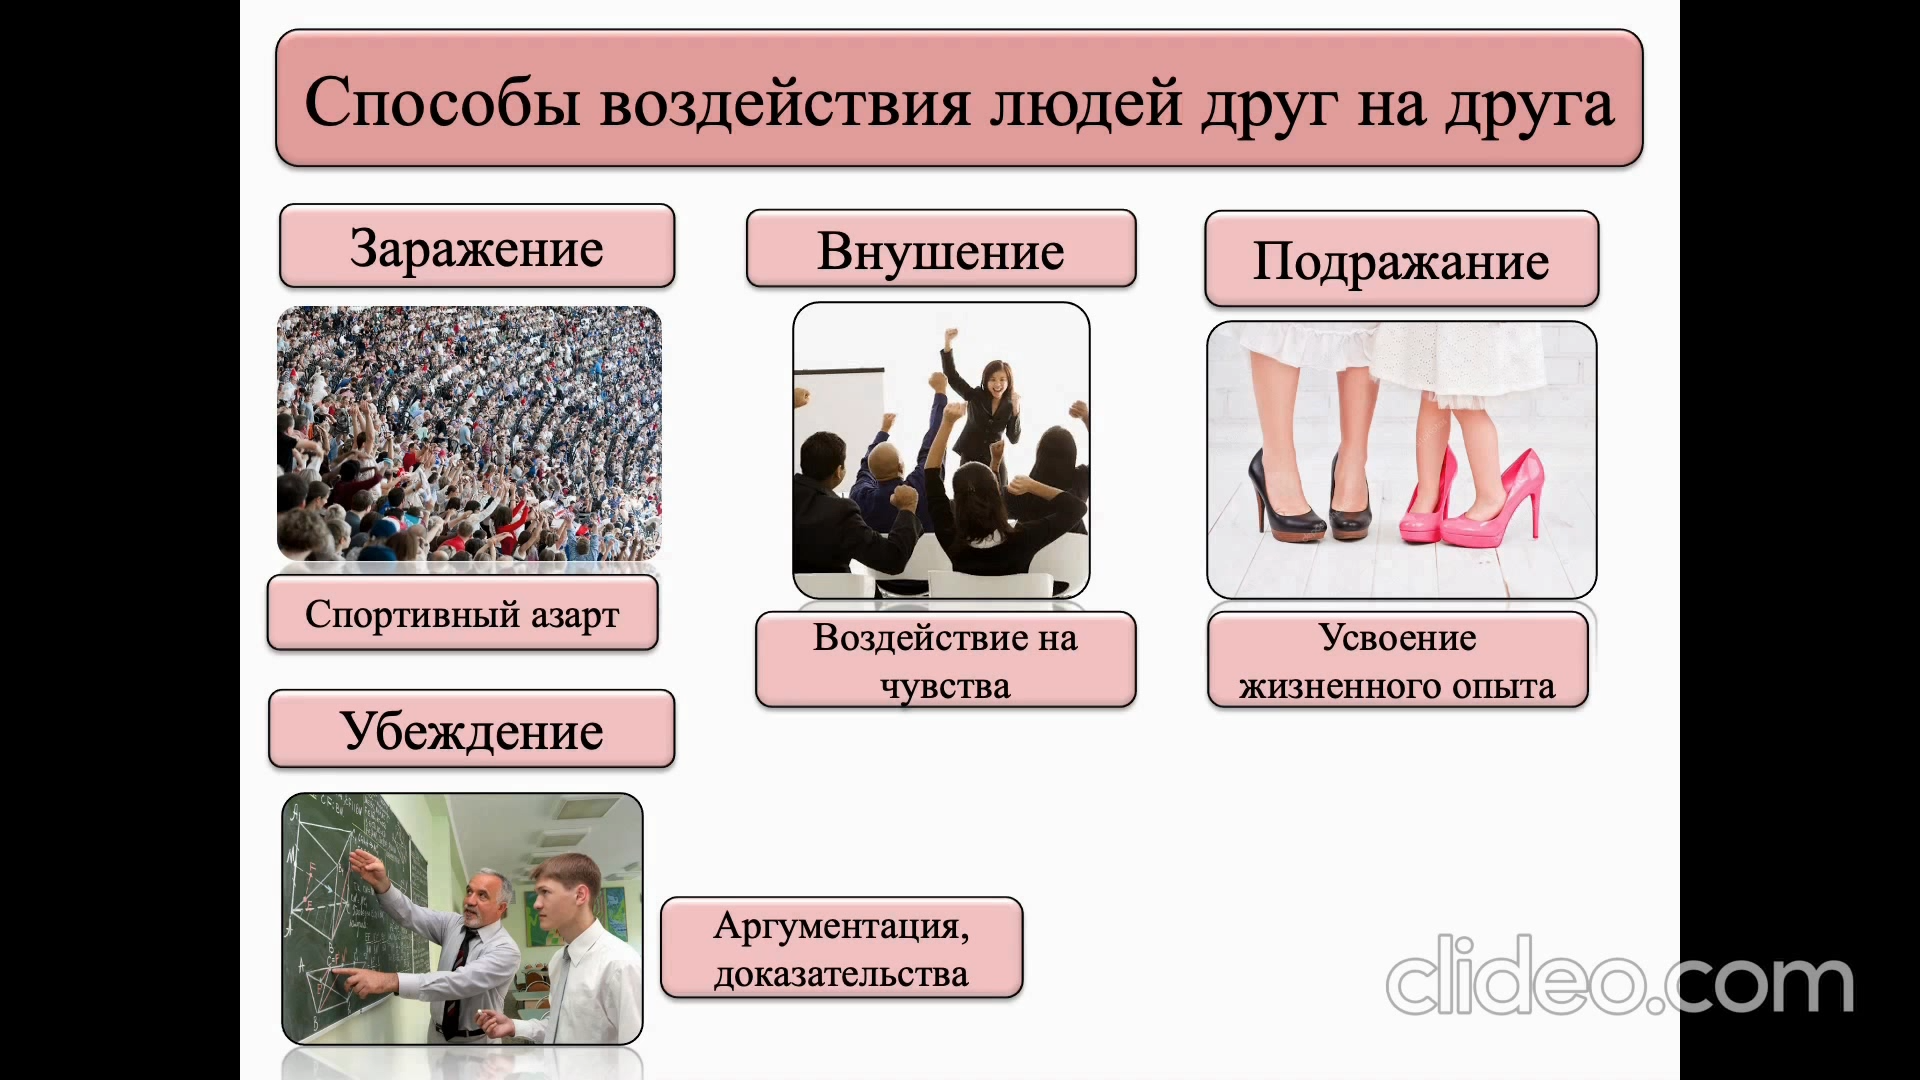 Способы воздействия людей друг на друга
Заражение
Внушение
Подражание
Спортивный азарт
Воздействие на
чувства
Усвоение
жизненного опыта
Убеждение
Аргументация,
доказательства
clideo.com